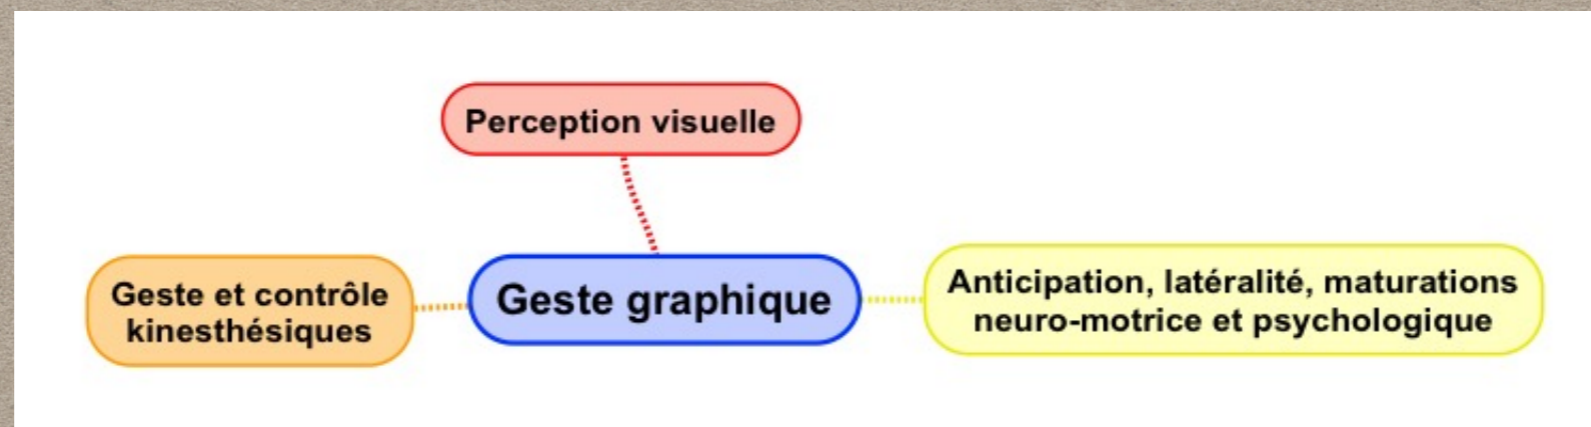 Perception visuelle
Geste et contrôle
kinesthésiques
Geste graphique
Anticipation, latéralité, maturations
neuro-motrice et psychologique